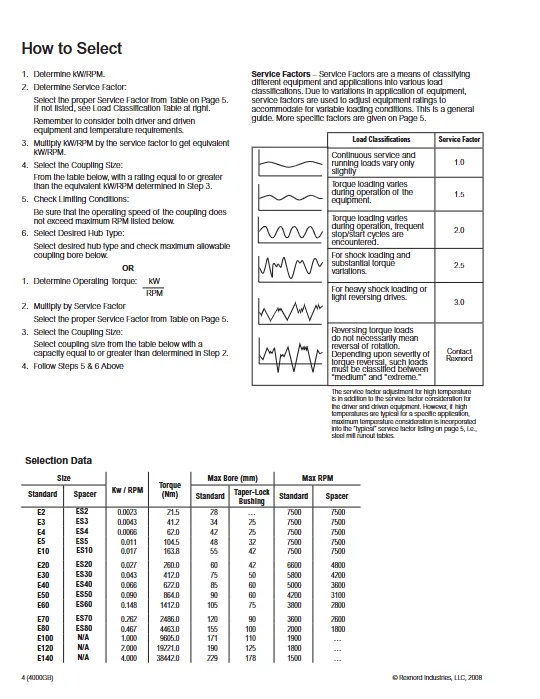 How to Select
1. Determine kW/RPM.
2. Determine Service Factor:
Select the proper Service Factor from Table on Page 5.
If not listed, see Load Classification Table at right.
Remember to consider both driver and driven
equipment and temperature requirements.
3. Multiply kW/RPM by the service factor to get equivalent
kW/RPM.
4. Select the Coupling Size:
From the table below, with a rating equal to or greater
than the equivalent kW/RPM determined in Step 3.
5. Check Limiting Conditions:
Be sure that the operating speed of the coupling does
not exceed maximum RPM listed below.
6. Select Desired Hub Type:
Select desired hub type and check maximum allowable
coupling bore below.
OR
1. Determine Operating Torque: kW
RPM
2. Multiply by Service Factor
Select the proper Service Factor from Table on Page 5.
3. Select the Coupling Size:
Select coupling size from the table below with a
capacity equal to or greater than determined in Step 2.
4. Follow Steps 5 & 6 Above
Service Factors – Service Factors are a means of classifying
different equipment and applications into various load
classifications. Due to variations in application of equipment,
service factors are used to adjust equipment ratings to
accommodate for variable loading conditions. This is a general
guide. More specific factors are given on Page 5.
Load Classifications Service Factor
Continuous service and
running loads vary only
slightly
1.0
Torque loading varies
during operation of the
equipment.
1.5
Torque loading varies
during operation, frequent
stop/start cycles are
encountered.
2.0
For shock loading and
substantial torque
variations.
2.5
For heavy shock loading or
light reversing drives.
3.0
Reversing torque loads
do not necessarily mean
reversal of rotation.
Depending upon severity of
torque reversal, such loads
must be classified between
“medium” and “extreme.”
Contact
Rexnord
The service factor adjustment for high temperature
is in addition to the service factor consideration for
the driver and driven equipment. However, if high
temperatures are typical for a specific application,
maximum temperature consideration is incorporated
into the "typical" service factor listing on page 5, i.e.,
steel mill runout tables.
Selection Data
Size Kw / RPM Torque (Nm) Max Bore (mm) Max RPM
Standard Spacer Standard Taper-Lock Bushing Standard Spacer
E2 ES2 0.0023 21.5 28 ... 7500 7500
E3 ES3 0.0043 41.2 34 25 7500 7500
E4 ES4 0.0066 62.0 42 25 7500 7500
E5 ES5 0.011 104.5 48 32 7500 7500
E10 ES10 0.017 163.8 55 42 7500 7500
E20 ES20 0.027 260.0 60 42 6600 4800
E30 ES30 0.043 412.0 75 50 5800 4200
E40 ES40 0.066 622.0 85 60 5000 3600
E50 ES50 0.090 864.0 90 60 4200 3100
E60 ES60 0.148 1412.0 105 75 3800 2800
E70 ES70 0.262 2486.0 120 90 3600 2600
E80 ES80 0.467 4463.0 155 100 2000 1800
E100 N/A 1.000 9605.0 171 110 1900 ...
E120 N/A 2.000 19221.0 190 125 1800 ...
E140 N/A 4.000 38442.0 229 178 1500 ...
4 (4000GB)
© Rexnord Industries, LLC, 2008